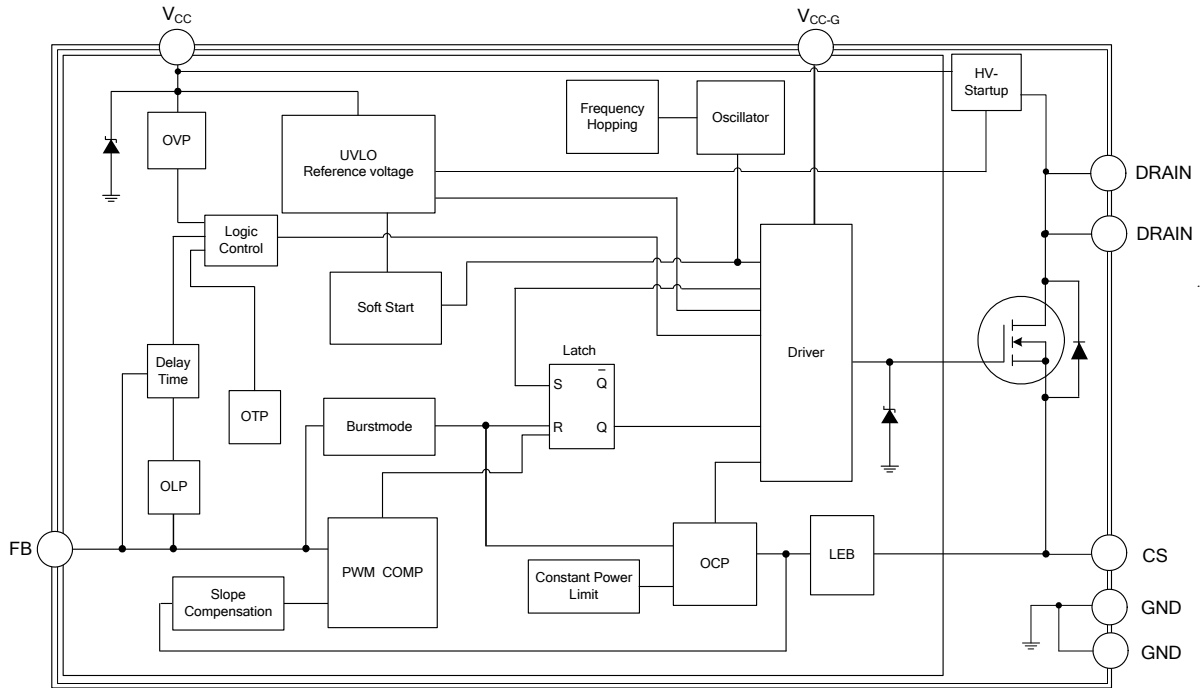 VCC
VCC-G
HV-
Startup
Frequency
Hopping
Oscillator
OVP
UVLO
Reference voltage
DRAIN
DRAIN
Logic
Control
Soft Start
Driver
Latch
Delay
Time
S
Q̅
OTP
Burstmode
R
Q
OLP
FB
PWM COMP
OCP
LEB
CS
Constant Power
Limit
Slope
Compensation
GND
GND